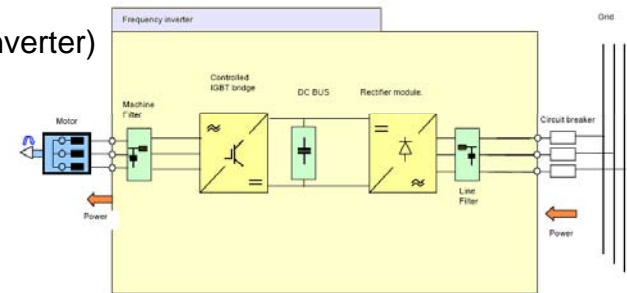 nverter)
Frequency inverter
Grid
Controlled
IGBT bridge
DC BUS
Rectifier module.
Machine
Filter
Motor
Circuit breaker
Line
Filter
Power
Power